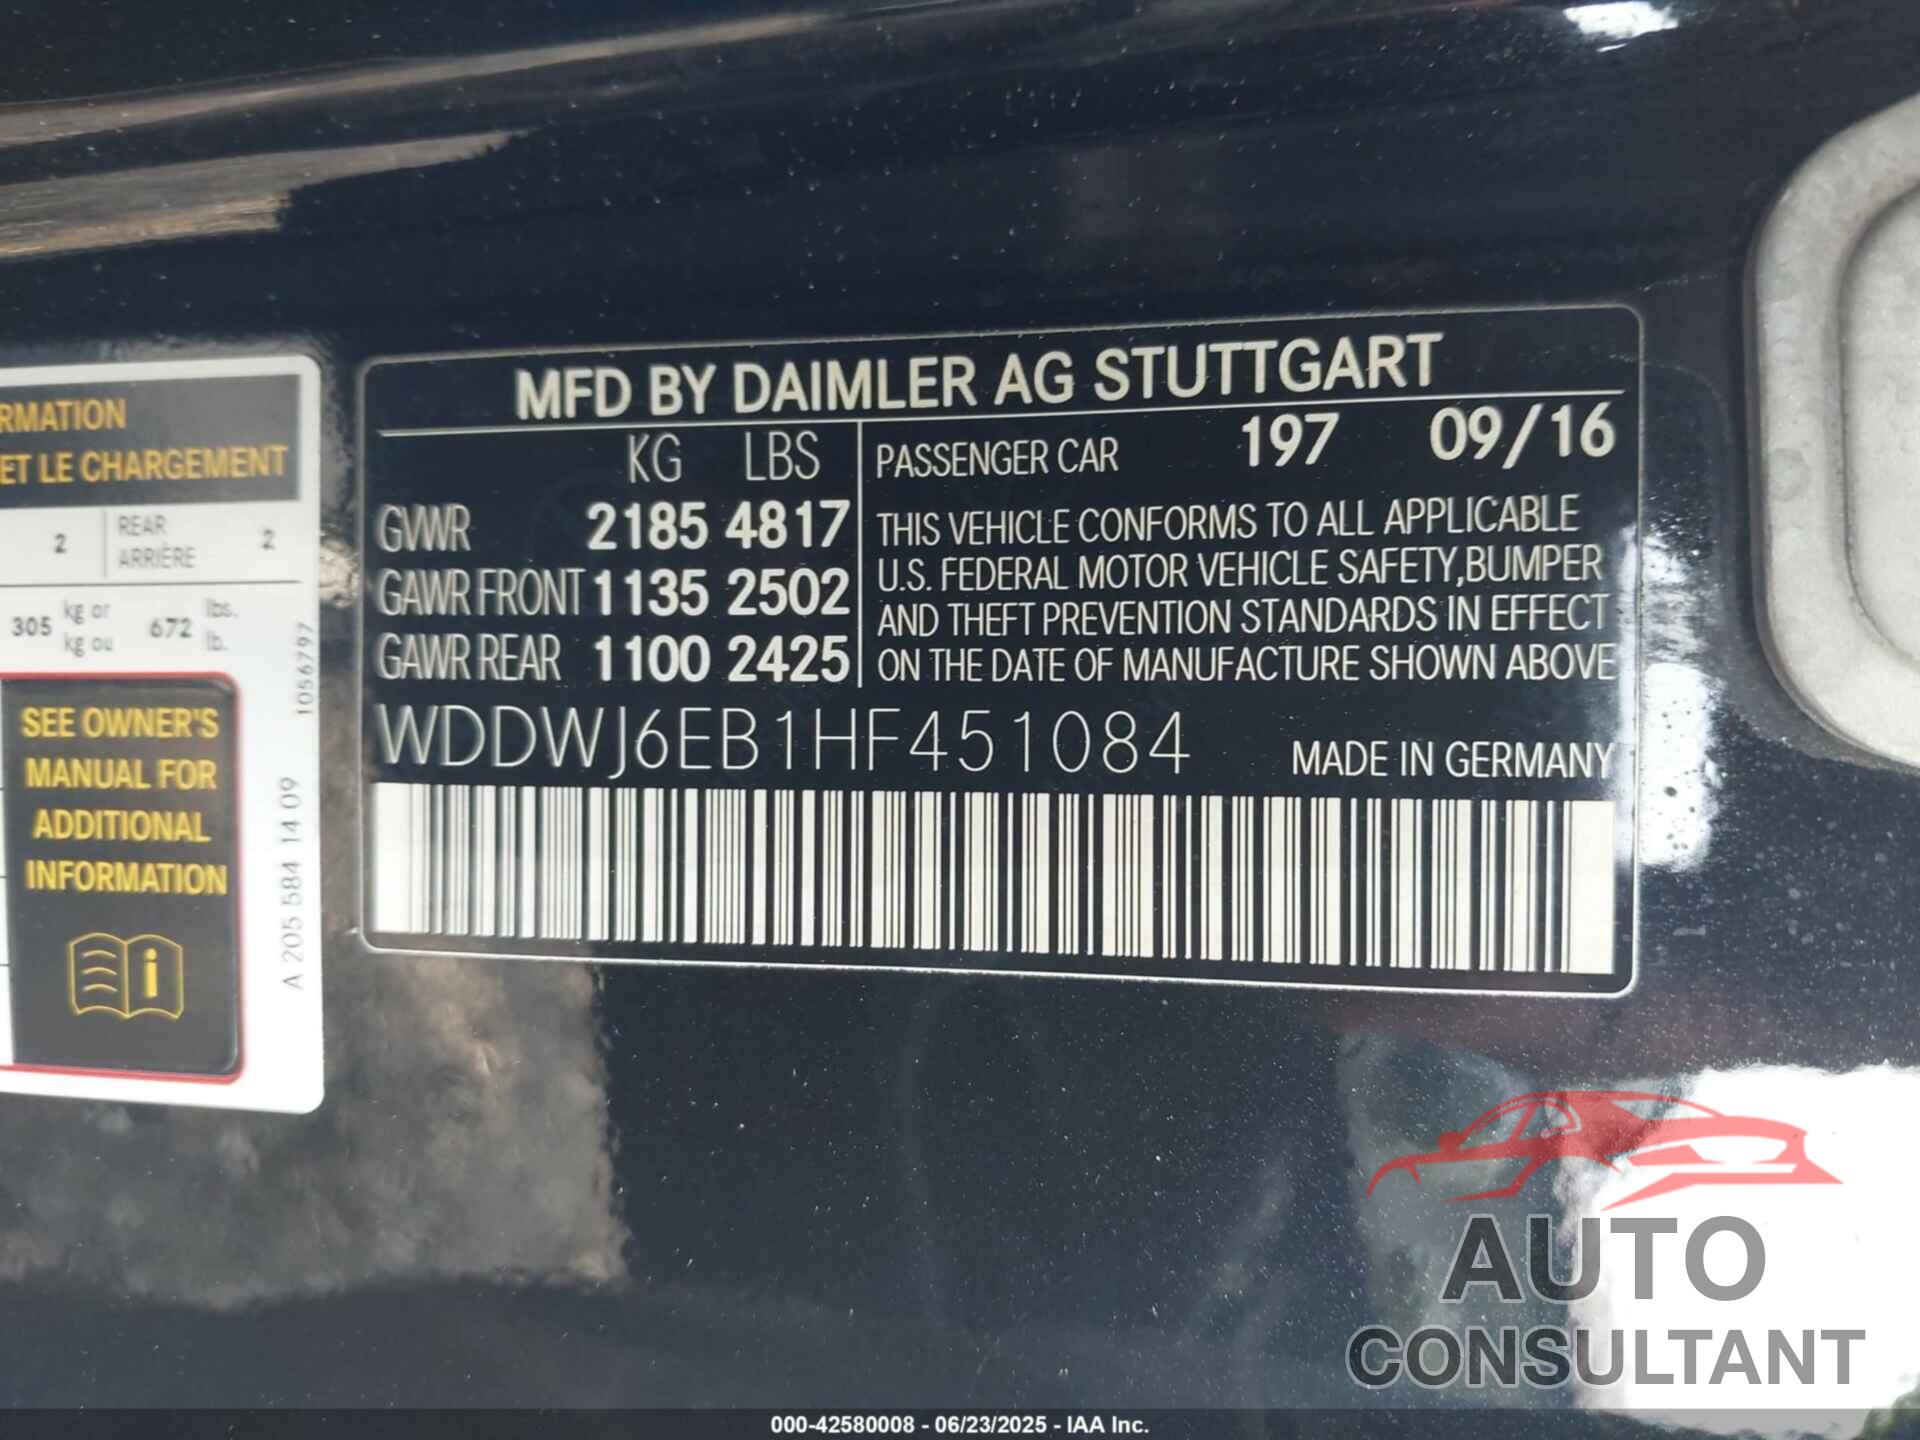 RMATION
ET LE CHARGEMENT
2 REAR ARRIÈRE 2
305 kg or kg ou 672 lbs. lb.
SEE OWNER'S
MANUAL FOR
ADDITIONAL
INFORMATION
A 205 584 14 09
1056797
MFD BY DAIMLER AG STUTTGART
KG LBS
GVWR 2185 4817
GAWR FRONT 1135 2502
GAWR REAR 1100 2425
PASSENGER CAR 197 09/16
THIS VEHICLE CONFORMS TO ALL APPLICABLE
U.S. FEDERAL MOTOR VEHICLE SAFETY, BUMPER
AND THEFT PREVENTION STANDARDS IN EFFECT
ON THE DATE OF MANUFACTURE SHOWN ABOVE
WDDWJ6EB1HF451084
MADE IN GERMANY
AUTO
CONSULTANT
000-42580008 - 06/23/2025 - IAA Inc.